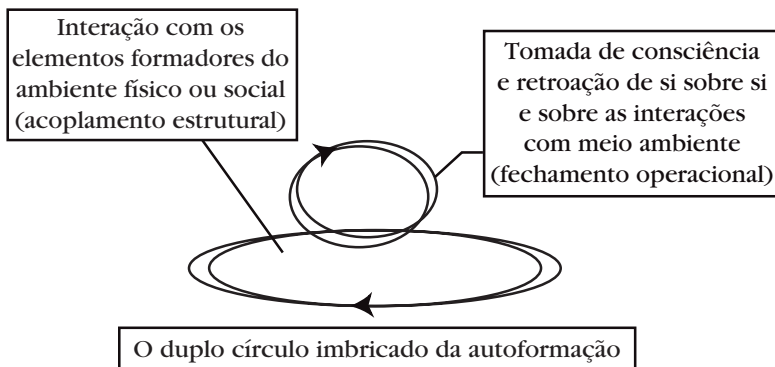 Interação com os
elementos formadores do
ambiente físico ou social
(acoplamento estrutural)
Tomada de consciência
e retroação de si sobre si
e sobre as interações
com meio ambiente
(fechamento operacional)
O duplo círculo imbricado da autoformação